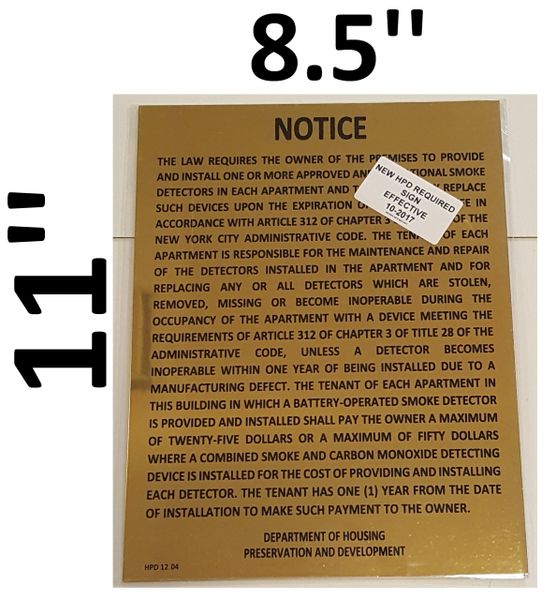 8.5''
11''
NOTICE
THE LAW REQUIRES THE OWNER OF THE PREMISES TO PROVIDE
AND INSTALL ONE OR MORE APPROVED AND SMOKE
DETECTORS IN EACH APARTMENT AND REPLACE
SUCH DEVICES UPON THE EXPIRATION IN
ACCORDANCE WITH ARTICLE 312 OF CHAPTER 3 OF THE
NEW YORK CITY ADMINISTRATIVE CODE. THE TENANT OF EACH
APARTMENT IS RESPONSIBLE FOR THE MAINTENANCE AND REPAIR
OF THE DETECTORS INSTALLED IN THE APARTMENT AND FOR
REPLACING ANY OR ALL DETECTORS WHICH ARE STOLEN,
REMOVED, MISSING OR BECOME INOPERABLE DURING THE
OCCUPANCY OF THE APARTMENT WITH A DEVICE MEETING THE
REQUIREMENTS OF ARTICLE 312 OF CHAPTER 3 OF TITLE 28 OF THE
ADMINISTRATIVE CODE, UNLESS A DETECTOR BECOMES
INOPERABLE WITHIN ONE YEAR OF BEING INSTALLED DUE TO A
MANUFACTURING DEFECT. THE TENANT OF EACH APARTMENT IN
THIS BUILDING IN WHICH A BATTERY-OPERATED SMOKE DETECTOR
IS PROVIDED AND INSTALLED SHALL PAY THE OWNER A MAXIMUM
OF TWENTY-FIVE DOLLARS OR A MAXIMUM OF FIFTY DOLLARS
WHERE A COMBINED SMOKE AND CARBON MONOXIDE DETECTING
DEVICE IS INSTALLED FOR THE COST OF PROVIDING AND INSTALLING
EACH DETECTOR. THE TENANT HAS ONE (1) YEAR FROM THE DATE
OF INSTALLATION TO MAKE SUCH PAYMENT TO THE OWNER.
DEPARTMENT OF HOUSING
PRESERVATION AND DEVELOPMENT
HPD 12.04
NEW HPD REQUIRED
SIGN
EFFECTIVE
10-2017